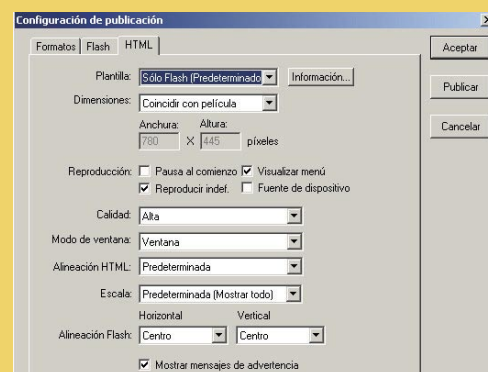 Configuración de publicación
Formatos Flash HTML
Aceptar
Publicar
Cancelar
Plantilla: Sólo Flash (Predeterminado Información...
Dimensiones: Coincidir con película
Anchura: Altura:
780 X 445 píxeles
Reproducción: Pausa al comienzo Visualizar menú
Reproducir indef. Fuente de dispositivo
Calidad: Alta
Modo de ventana: Ventana
Alineación HTML: Predeterminada
Escala: Predeterminada (Mostrar todo)
Horizontal Vertical
Alineación Flash: Centro Centro
Mostrar mensajes de advertencia